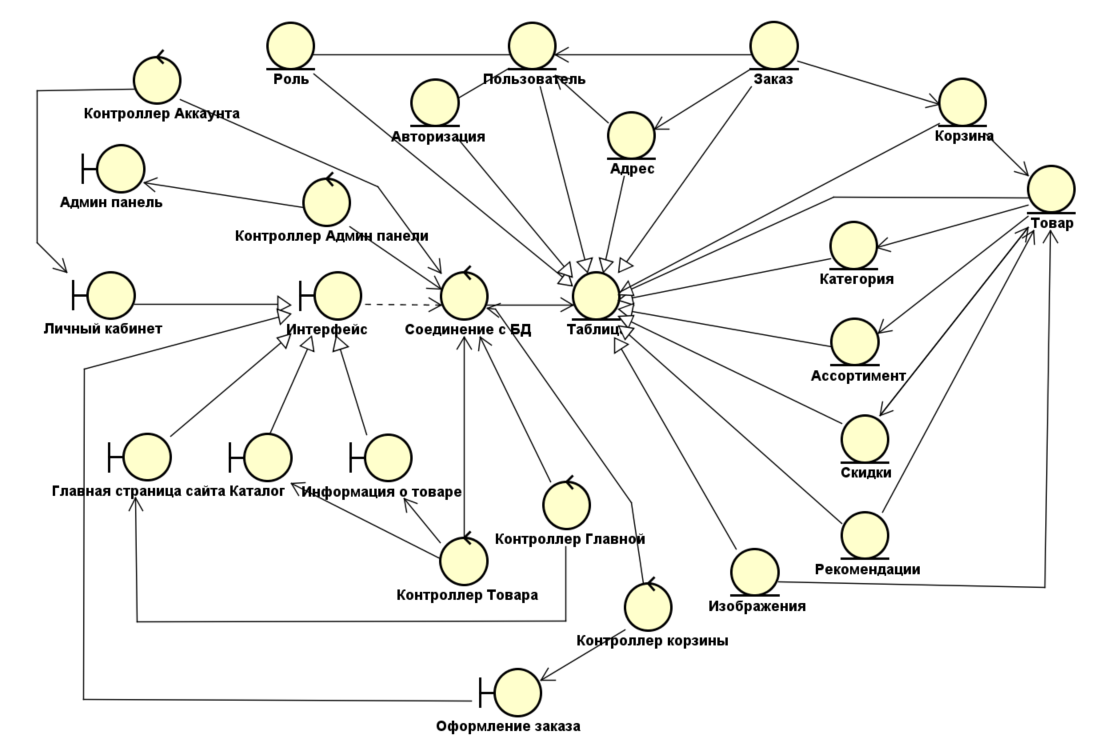 Роль
Пользователь
Заказ
Контроллер Аккаунта
Авторизация
Корзина
Адрес
Админ панель
Товар
Контроллер Админ панели
Категория
Личный кабинет
Интерфейс
Соединение с БД
Таблиц
Ассортимент
Скидки
Главная страница сайта
Каталог
Информация о товаре
Контроллер Главной
Рекомендации
Контроллер Товара
Изображения
Контроллер корзины
Оформление заказа